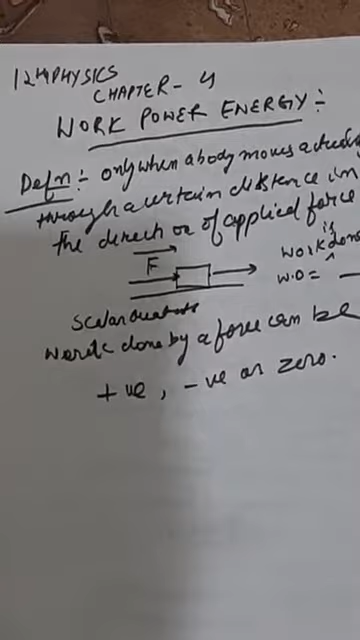 12th PHYSICS
CHAPTER - 4
WORK POWER ENERGY :-
Defn :- only when a body moves actually
through a certain distance in
the direction of applied force
F
work is done
W.D =
Scalar
work done by a force can be
+ve, -ve or zero.